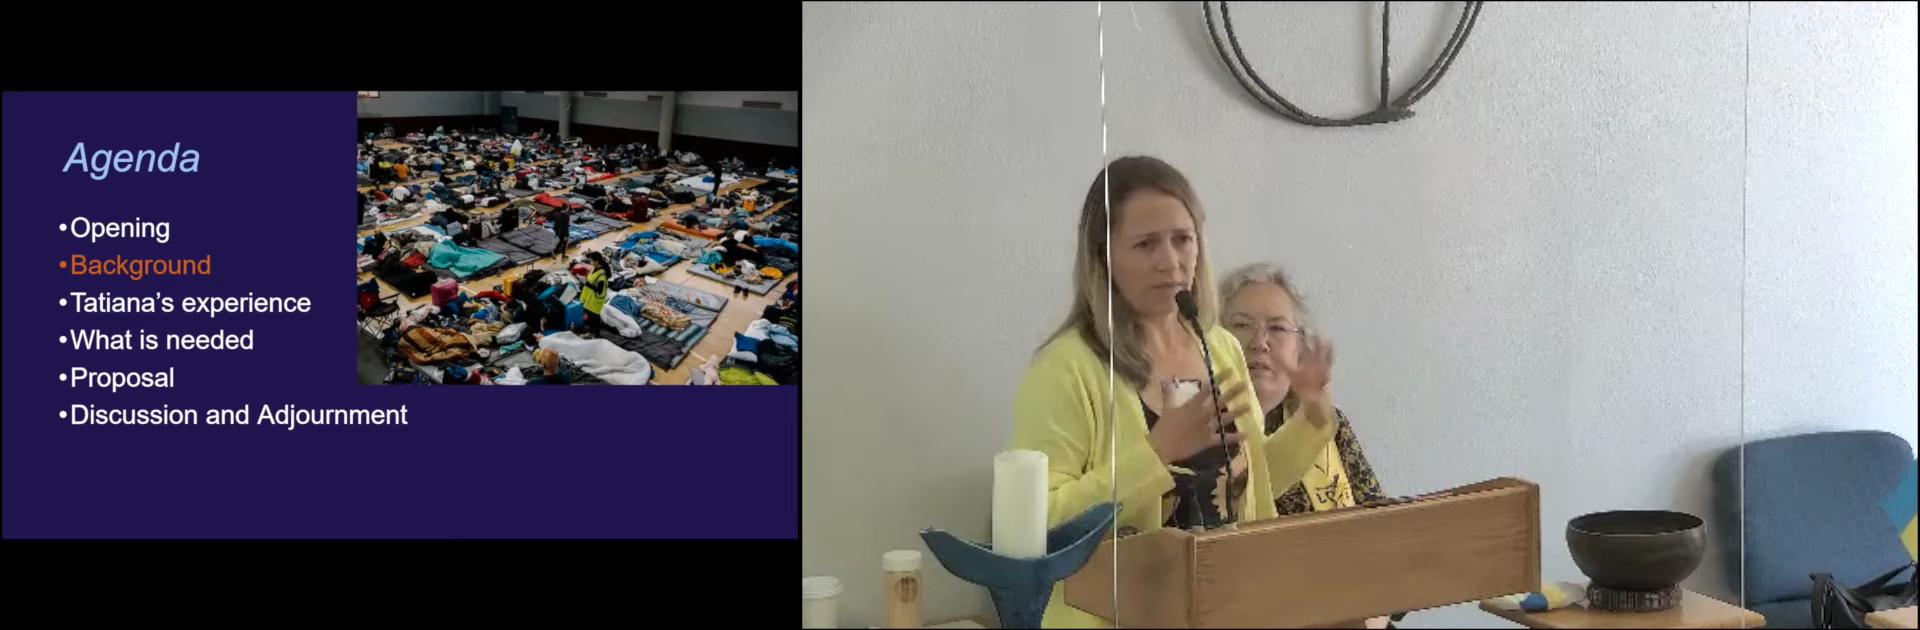 Agenda
•Opening
•Background
•Tatiana's experience
•What is needed
•Proposal
•Discussion and Adjournment